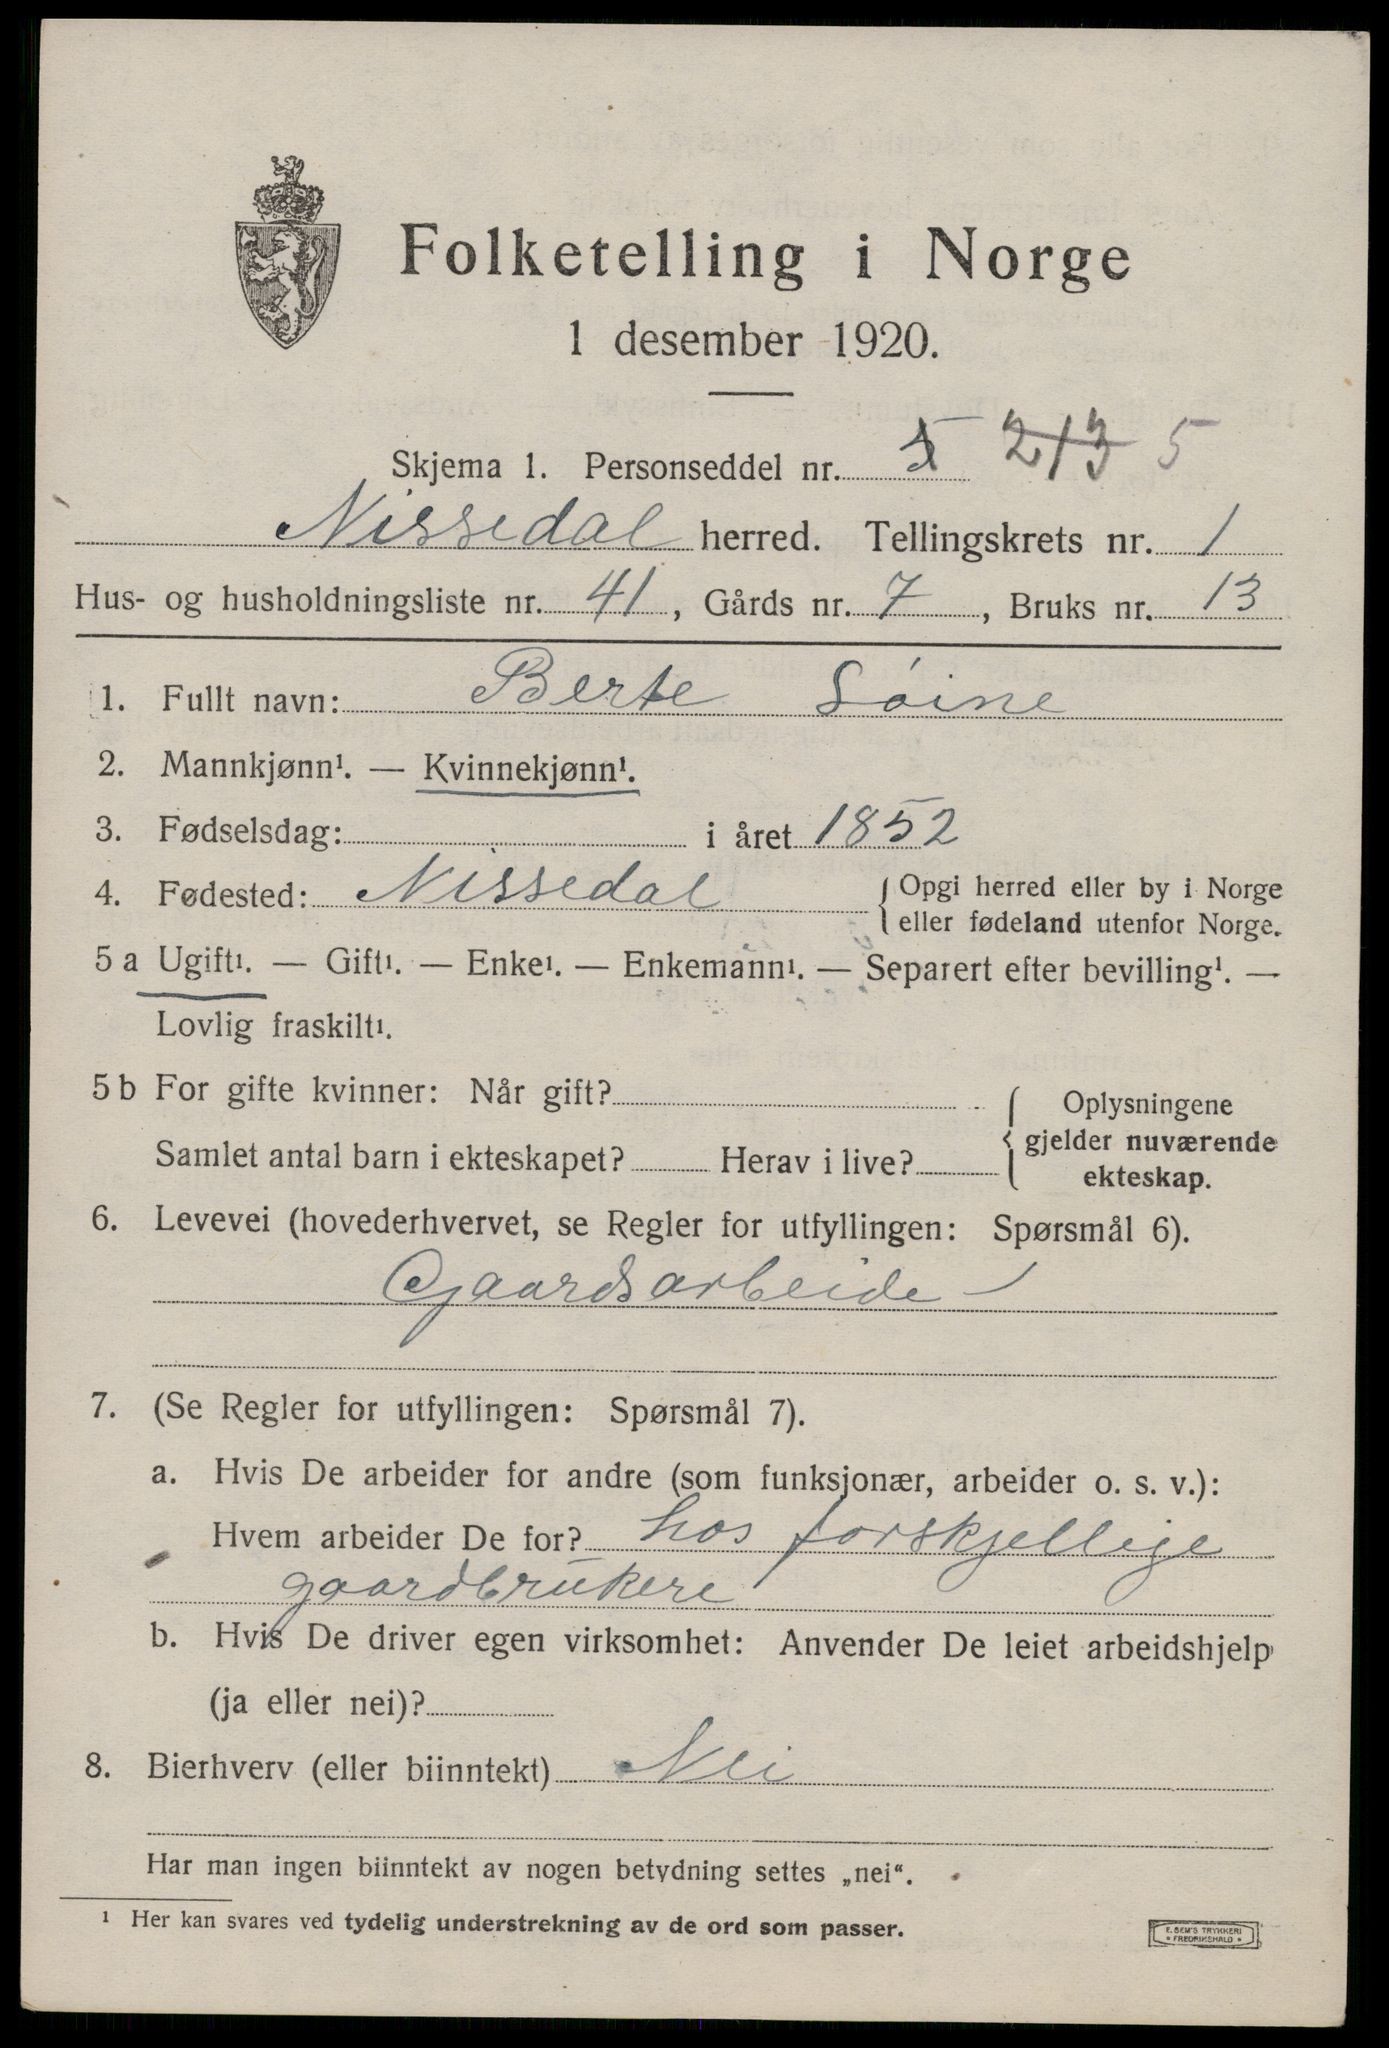 Folketelling i Norge
1 desember 1920.
Skjema 1. Personseddel nr. 5 213 5
Nissedal herred. Tellingskrets nr. 1
Hus- og husholdningsliste nr. 41, Gårds nr. 7, Bruks nr. 13
1. Fullt navn: Berte Söine
2. Mannkjønn¹. — Kvinnekjønn¹.
3. Fødselsdag: i året 1852
4. Fødested: Nissedal { Opgi herred eller by i Norge
eller fødeland utenfor Norge.
5 a Ugift¹. — Gift¹. — Enke¹. — Enkemann¹. — Separert efter bevilling¹. —
Lovlig fraskilt¹.
5 b For gifte kvinner: Når gift? { Oplysningene
Samlet antal barn i ekteskapet? Herav i live? gjelder nuværende
ekteskap.
6. Levevei (hovederhvervet, se Regler for utfyllingen: Spørsmål 6).
Gaardsarbeide
7. (Se Regler for utfyllingen: Spørsmål 7).
a. Hvis De arbeider for andre (som funksjonær, arbeider o. s. v.):
Hvem arbeider De for? hos forskjellige
gaardbrukere
b. Hvis De driver egen virksomhet: Anvender De leiet arbeidshjelp
(ja eller nei)?
8. Bierhverv (eller biinntekt) Nei
Har man ingen biinntekt av nogen betydning settes „nei“.
¹ Her kan svares ved tydelig understrekning av de ord som passer.
E. SEM'S TRYKKERI
• FREDRIKSHALD •